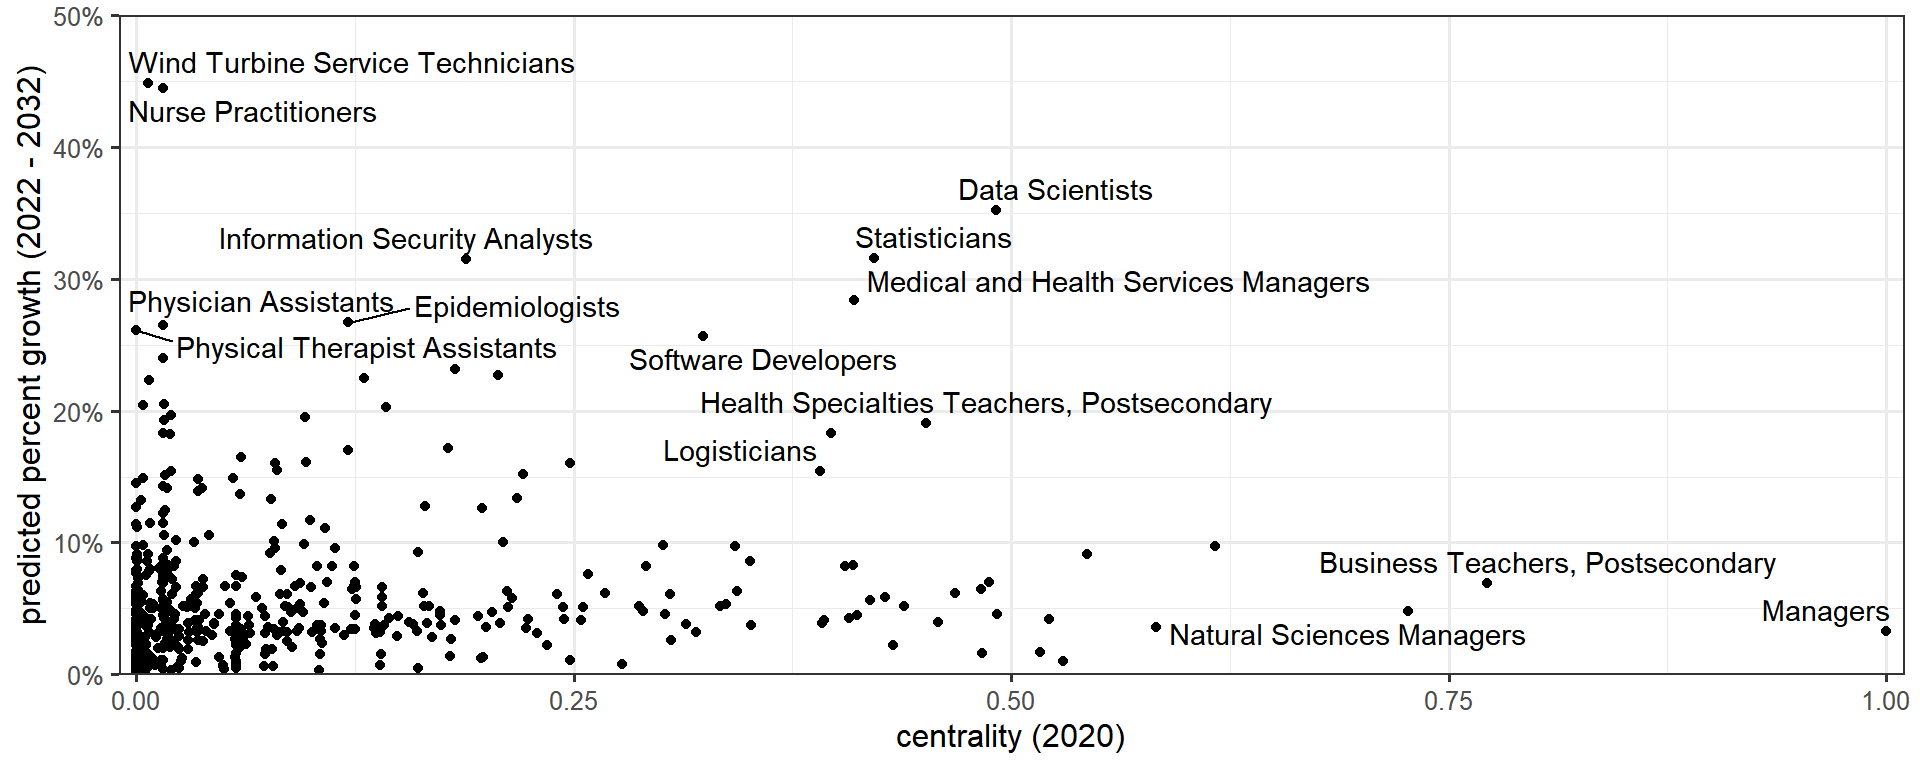 50%
Wind Turbine Service Technicians
Nurse Practitioners
40%
Data Scientists
Information Security Analysts
Statisticians
30%
Medical and Health Services Managers
Physician Assistants
Epidemiologists
Physical Therapist Assistants
Software Developers
20%
Health Specialties Teachers, Postsecondary
Logisticians
10%
Business Teachers, Postsecondary
Managers
Natural Sciences Managers
0%
predicted percent growth (2022 - 2032)
0.00 0.25 0.50 0.75 1.00
centrality (2020)